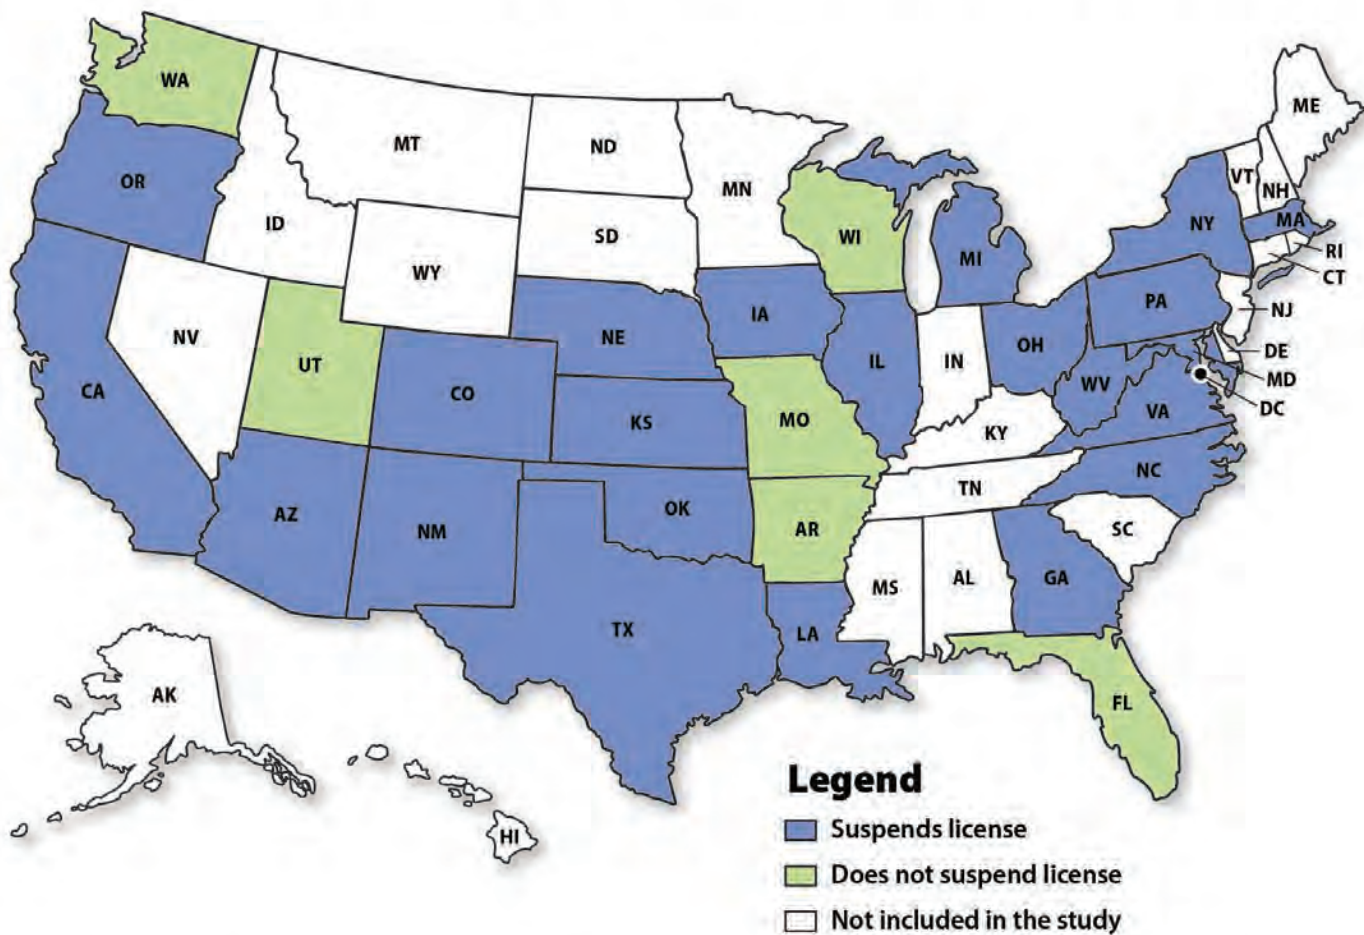 WA
MT
ND
MN
ME
VT
NH
OR
ID
SD
WI
NY
MA
WY
MI
RI
CT
PA
NJ
NV
NE
IA
IL
IN
OH
DE
UT
CO
MD
CA
WV
DC
KS
MO
VA
KY
NC
TN
AZ
NM
OK
AR
SC
MS
AL
GA
TX
LA
AK
FL
HI
Legend
Suspends license
Does not suspend license
Not included in the study